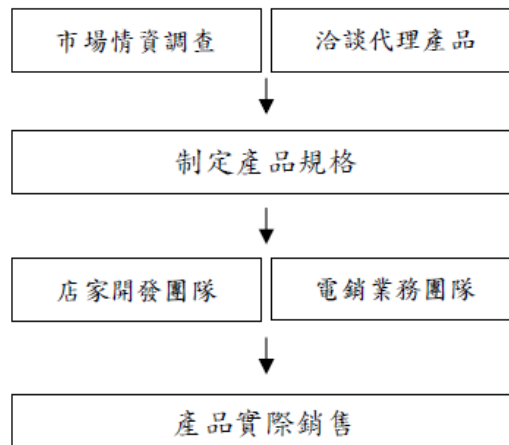 市場情資調查
洽談代理產品
制定產品規格
店家開發團隊
電銷業務團隊
產品實際銷售